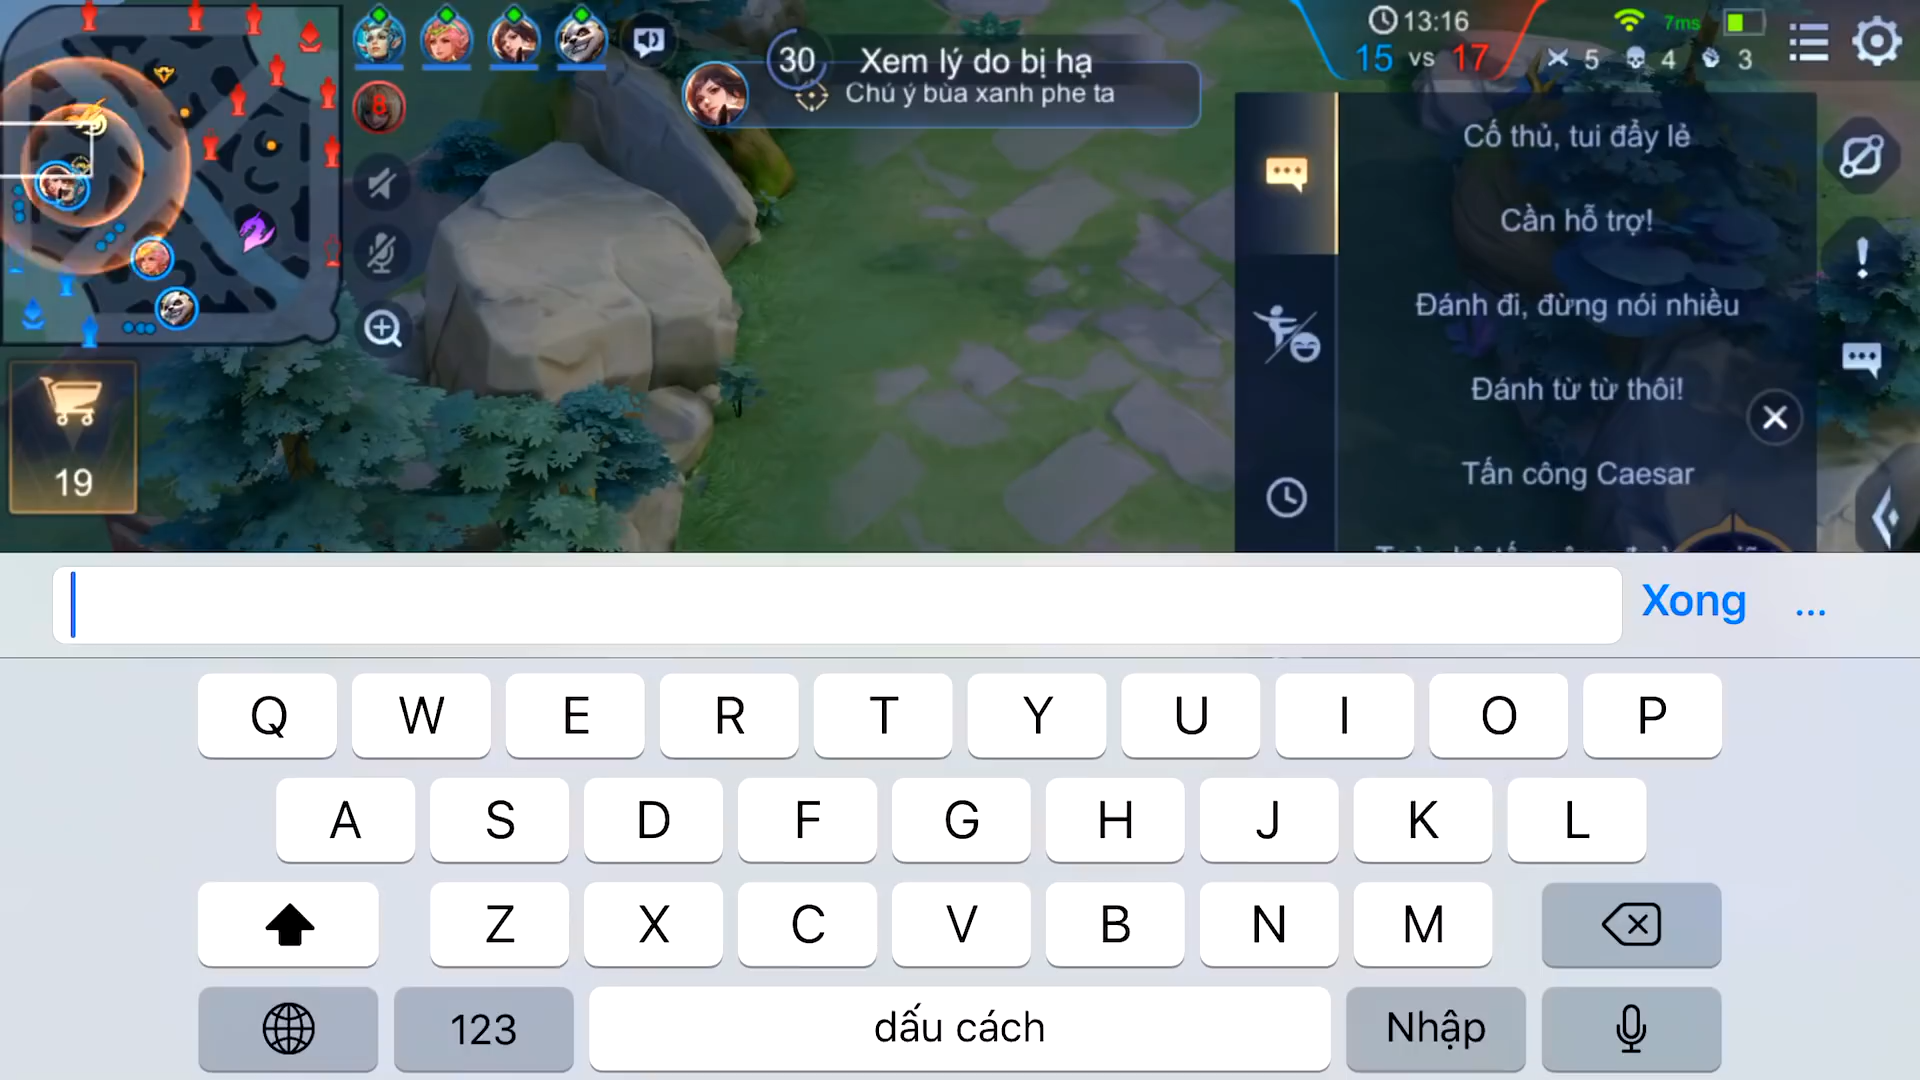 13:16
7ms
15 vs 17
5
4
3
30
Xem lý do bị hạ
Chú ý bùa xanh phe ta
8
19
Cố thủ, tui đẩy lẻ
Cần hỗ trợ!
Đánh đi, đừng nói nhiều
Đánh từ từ thôi!
Tấn công Caesar
Xong
...
Q W E R T Y U I O P
A S D F G H J K L
Z X C V B N M
123
dấu cách
Nhập